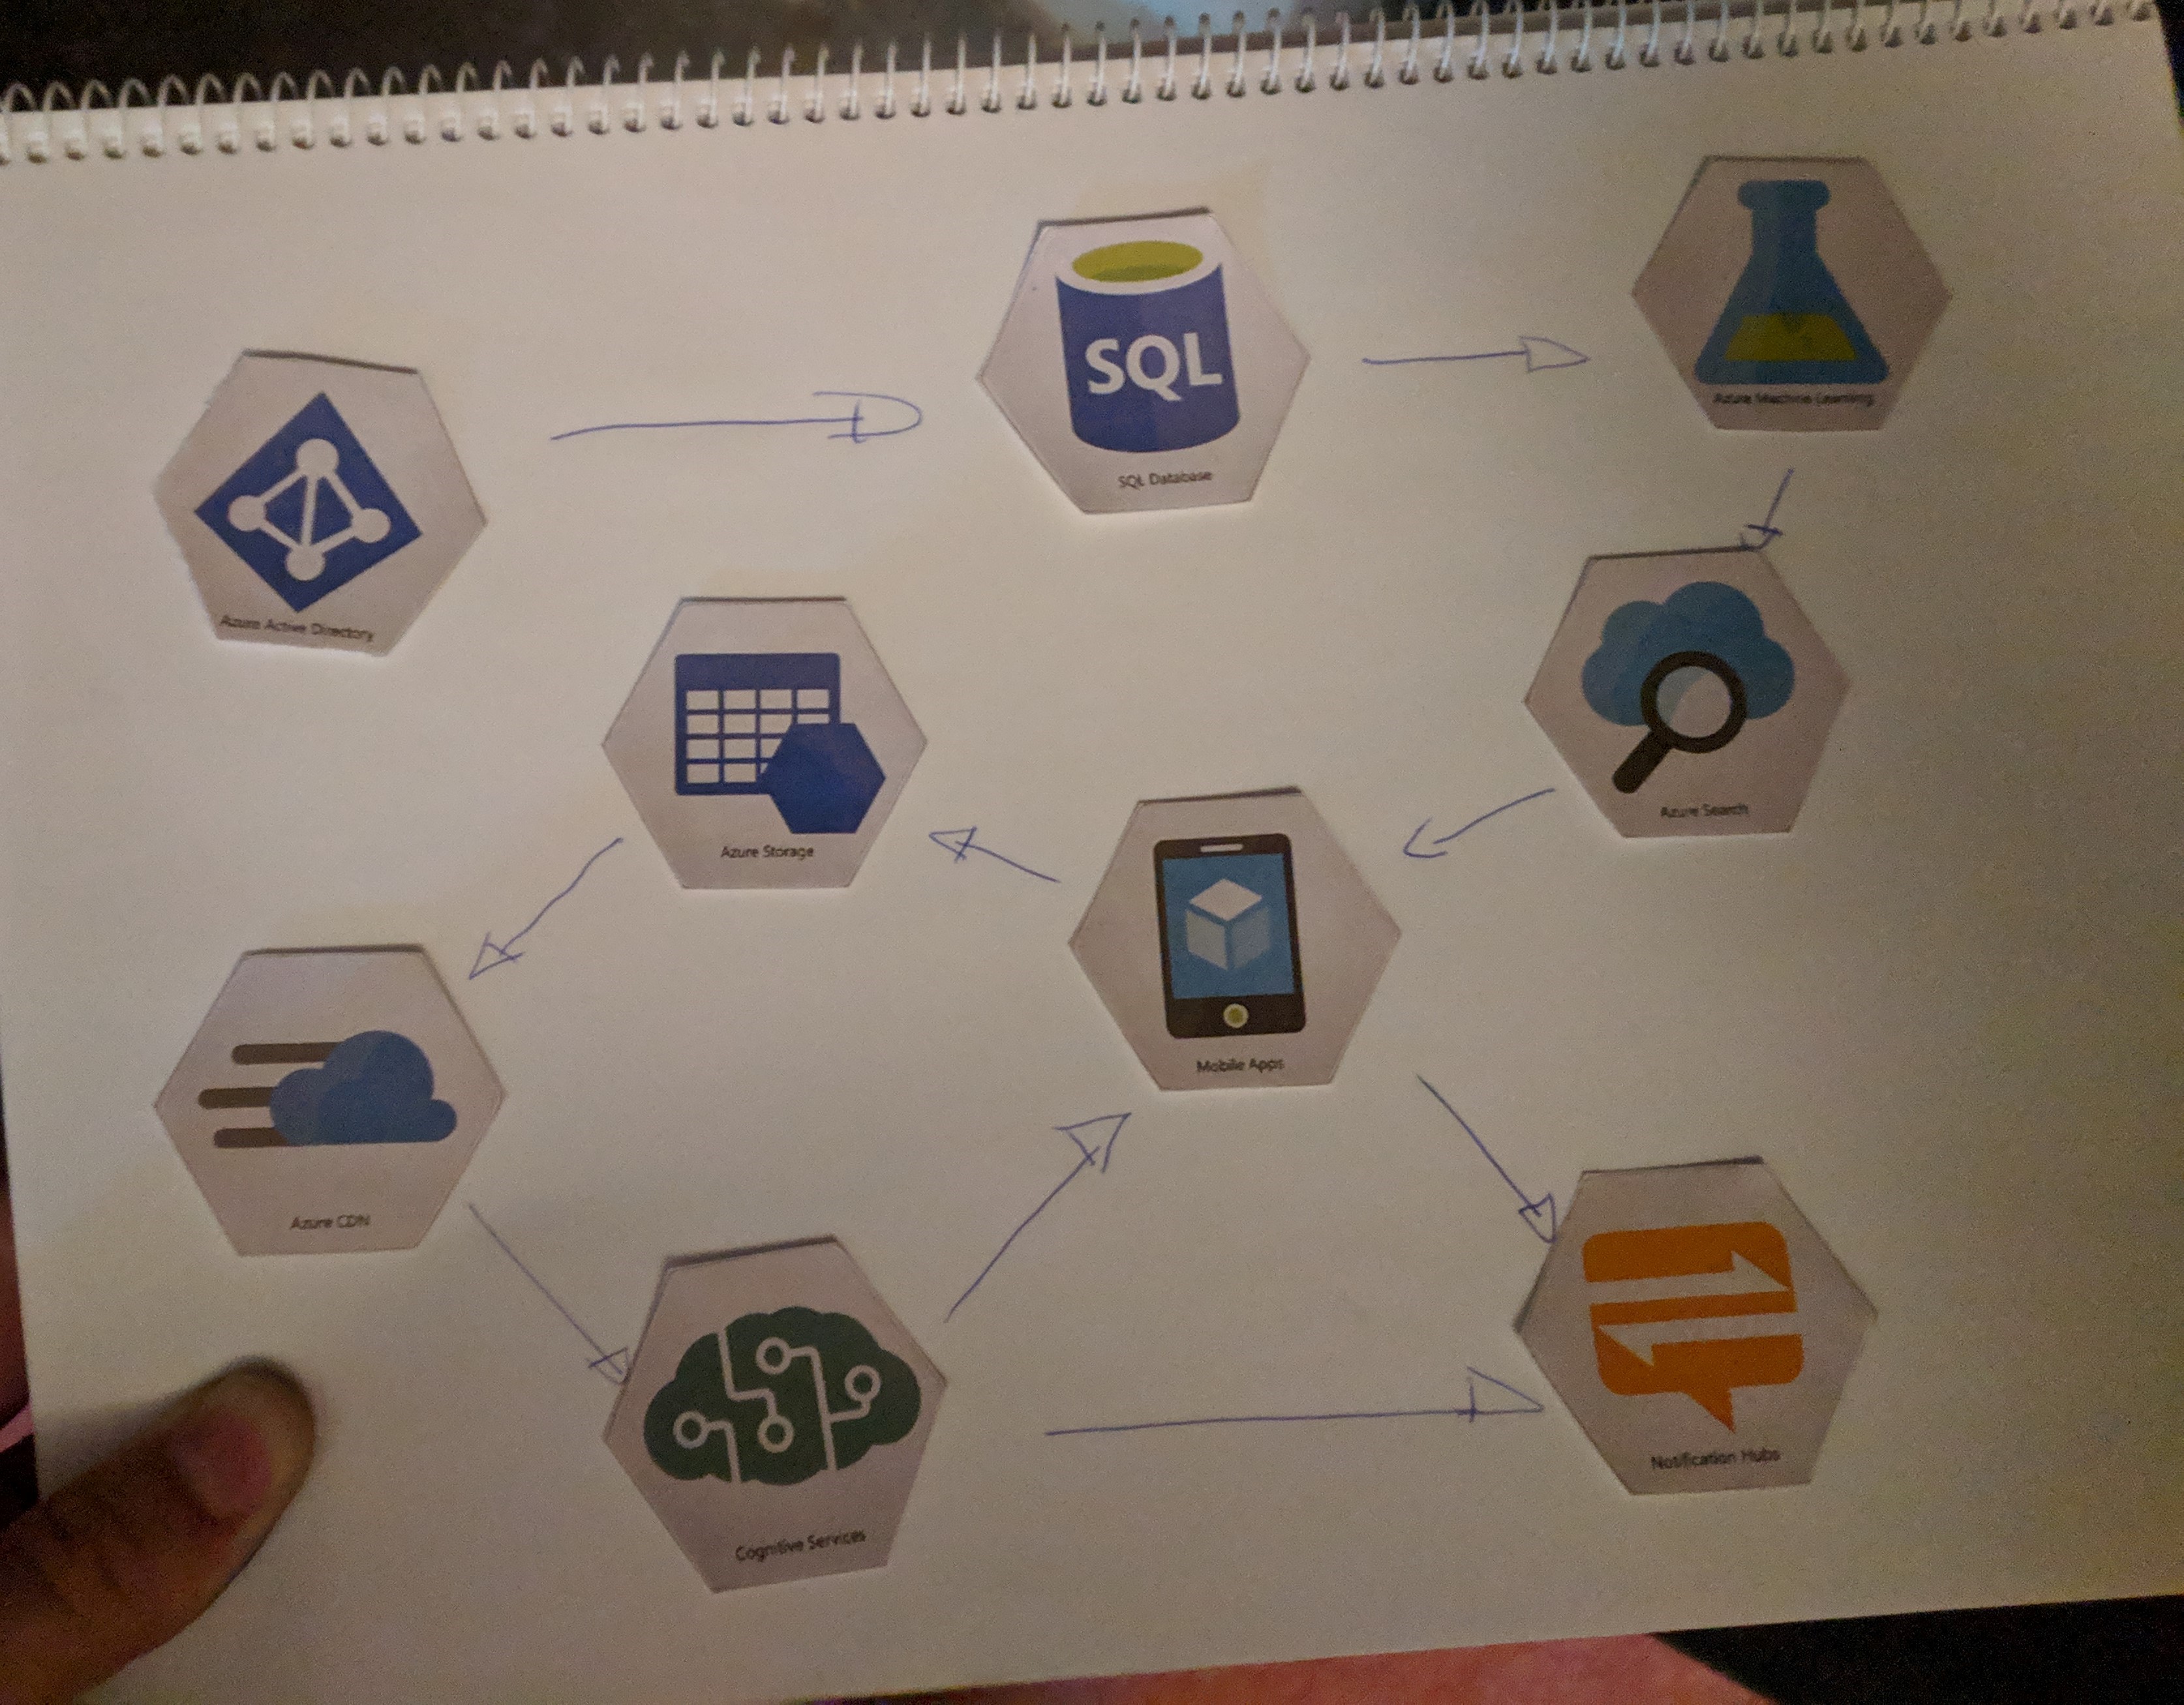 SQL
SQL Database
Azure Machine Learning
Azure Active Directory
Azure Storage
Azure Search
Mobile Apps
Azure CDN
Notification Hubs
Cognitive Services